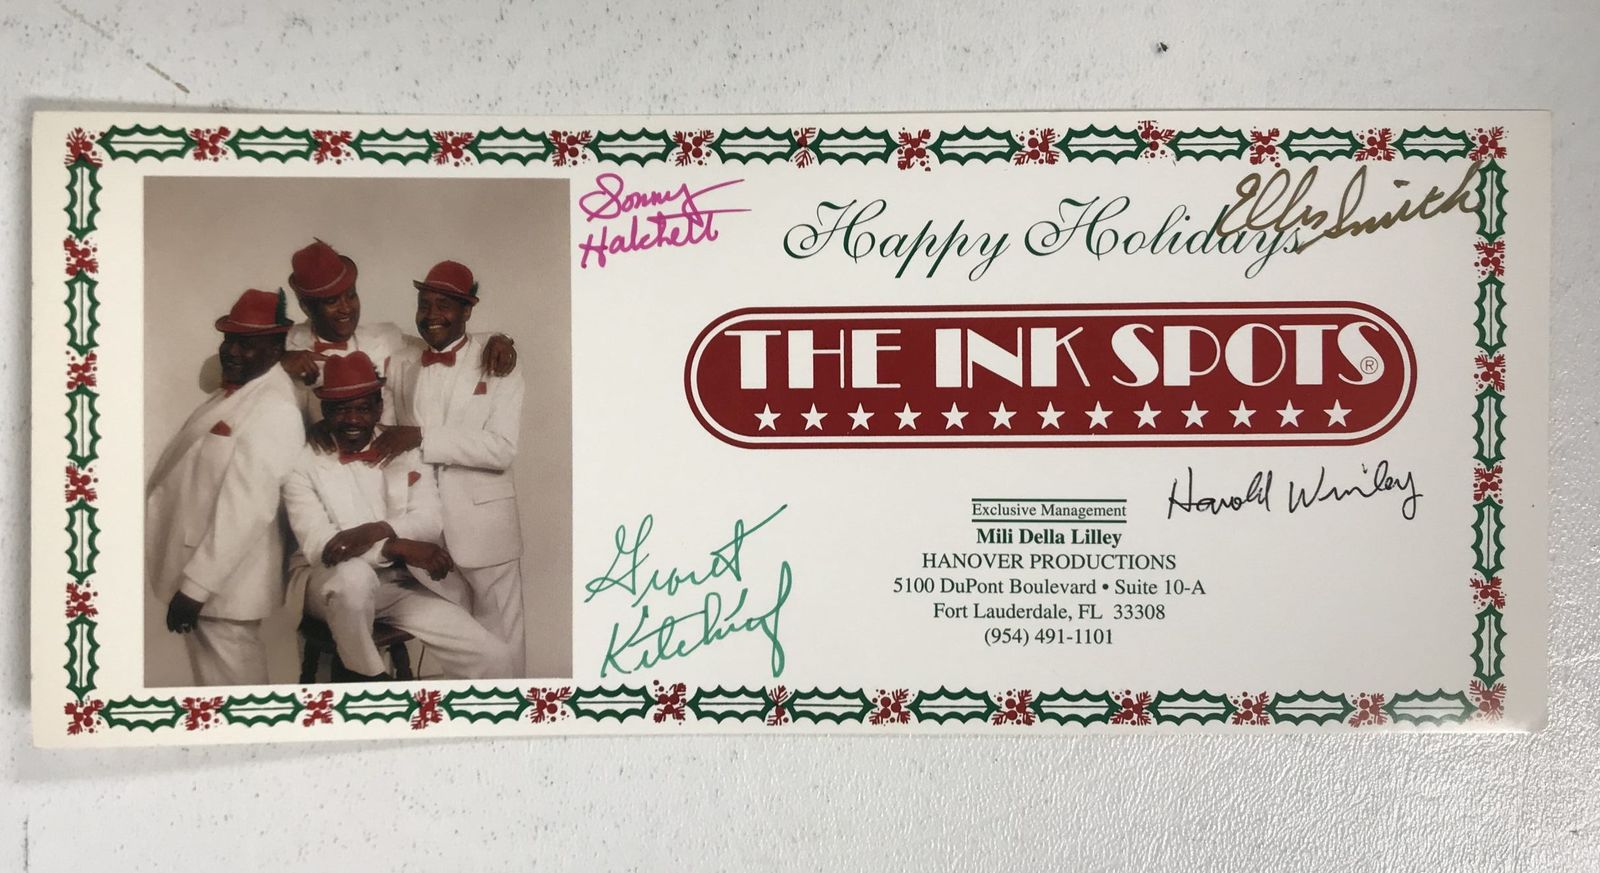 Sonny
Hatchett
Happy Holidays
Ellis Smith
THE INK SPOTS®
Harold Winley
Exclusive Management
Mili Della Lilley
HANOVER PRODUCTIONS
5100 DuPont Boulevard • Suite 10-A
Fort Lauderdale, FL 33308
(954) 491-1101
Grant
Kitchings